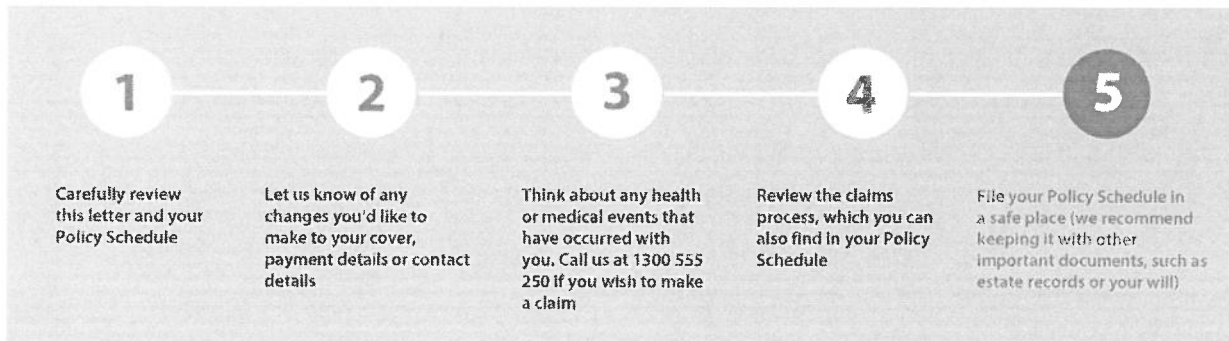 1
2
3
4
5
Carefully review
this letter and your
Policy Schedule
Let us know of any
changes you'd like to
make to your cover,
payment details or contact
details
Think about any health
or medical events that
have occurred with
you. Call us at 1300 555
250 if you wish to make
a claim
Review the claims
process, which you can
also find in your Policy
Schedule
File your Policy Schedule in
a safe place (we recommend
keeping it with other
important documents, such as
estate records or your will)